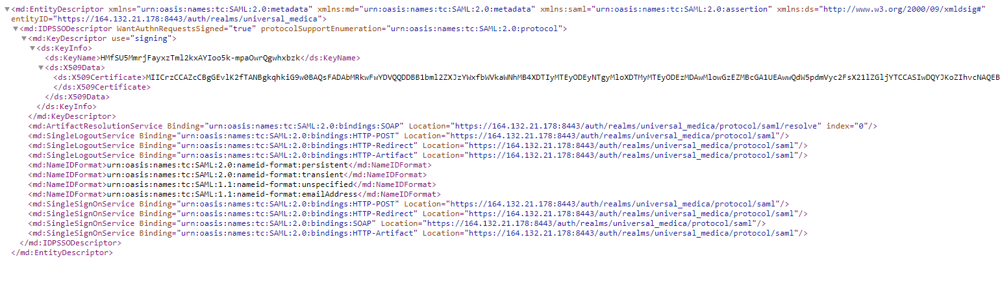 <md:EntityDescriptor xmlns="urn:oasis:names:tc:SAML:2.0:metadata" xmlns:md="urn:oasis:names:tc:SAML:2.0:metadata" xmlns:saml="urn:oasis:names:tc:SAML:2.0:assertion" xmlns:ds="http://www.w3.org/2000/09/xmldsig#"
entityID="https://164.132.21.178:8443/auth/realms/universal_medica">
<md:IDPSSODescriptor WantAuthnRequestsSigned="true" protocolSupportEnumeration="urn:oasis:names:tc:SAML:2.0:protocol">
<md:KeyDescriptor use="signing">
<ds:KeyInfo>
<ds:KeyName>HMfSU5MmrjFayxzTml2kxAYIoo5k-mpaOwrQgwhxbzk</ds:KeyName>
<ds:X509Data>
<ds:X509Certificate>MIICrzCCAZcCBgGEvlK2fTANBgkqhkiG9w0BAQsFADAbMRkwFwYDVQQDDBB1bml2ZXJzYWxfbWVkaWNhMB4XDTIyMTEyODEyNTgyMloXDTMyMTEyODEzMDAwMlowGzEZMBcGA1UEAwwQdW5pdmVyc2FsX21lZGljYTCCASIwDQYJKoZIhvcNAQEB
</ds:X509Certificate>
</ds:X509Data>
</ds:KeyInfo>
</md:KeyDescriptor>
<md:ArtifactResolutionService Binding="urn:oasis:names:tc:SAML:2.0:bindings:SOAP" Location="https://164.132.21.178:8443/auth/realms/universal_medica/protocol/saml/resolve" index="0"/>
<md:SingleLogoutService Binding="urn:oasis:names:tc:SAML:2.0:bindings:HTTP-POST" Location="https://164.132.21.178:8443/auth/realms/universal_medica/protocol/saml"/>
<md:SingleLogoutService Binding="urn:oasis:names:tc:SAML:2.0:bindings:HTTP-Redirect" Location="https://164.132.21.178:8443/auth/realms/universal_medica/protocol/saml"/>
<md:SingleLogoutService Binding="urn:oasis:names:tc:SAML:2.0:bindings:HTTP-Artifact" Location="https://164.132.21.178:8443/auth/realms/universal_medica/protocol/saml"/>
<md:NameIDFormat>urn:oasis:names:tc:SAML:2.0:nameid-format:persistent</md:NameIDFormat>
<md:NameIDFormat>urn:oasis:names:tc:SAML:2.0:nameid-format:transient</md:NameIDFormat>
<md:NameIDFormat>urn:oasis:names:tc:SAML:1.1:nameid-format:unspecified</md:NameIDFormat>
<md:NameIDFormat>urn:oasis:names:tc:SAML:1.1:nameid-format:emailAddress</md:NameIDFormat>
<md:SingleSignOnService Binding="urn:oasis:names:tc:SAML:2.0:bindings:HTTP-POST" Location="https://164.132.21.178:8443/auth/realms/universal_medica/protocol/saml"/>
<md:SingleSignOnService Binding="urn:oasis:names:tc:SAML:2.0:bindings:HTTP-Redirect" Location="https://164.132.21.178:8443/auth/realms/universal_medica/protocol/saml"/>
<md:SingleSignOnService Binding="urn:oasis:names:tc:SAML:2.0:bindings:SOAP" Location="https://164.132.21.178:8443/auth/realms/universal_medica/protocol/saml"/>
<md:SingleSignOnService Binding="urn:oasis:names:tc:SAML:2.0:bindings:HTTP-Artifact" Location="https://164.132.21.178:8443/auth/realms/universal_medica/protocol/saml"/>
</md:IDPSSODescriptor>
</md:EntityDescriptor>